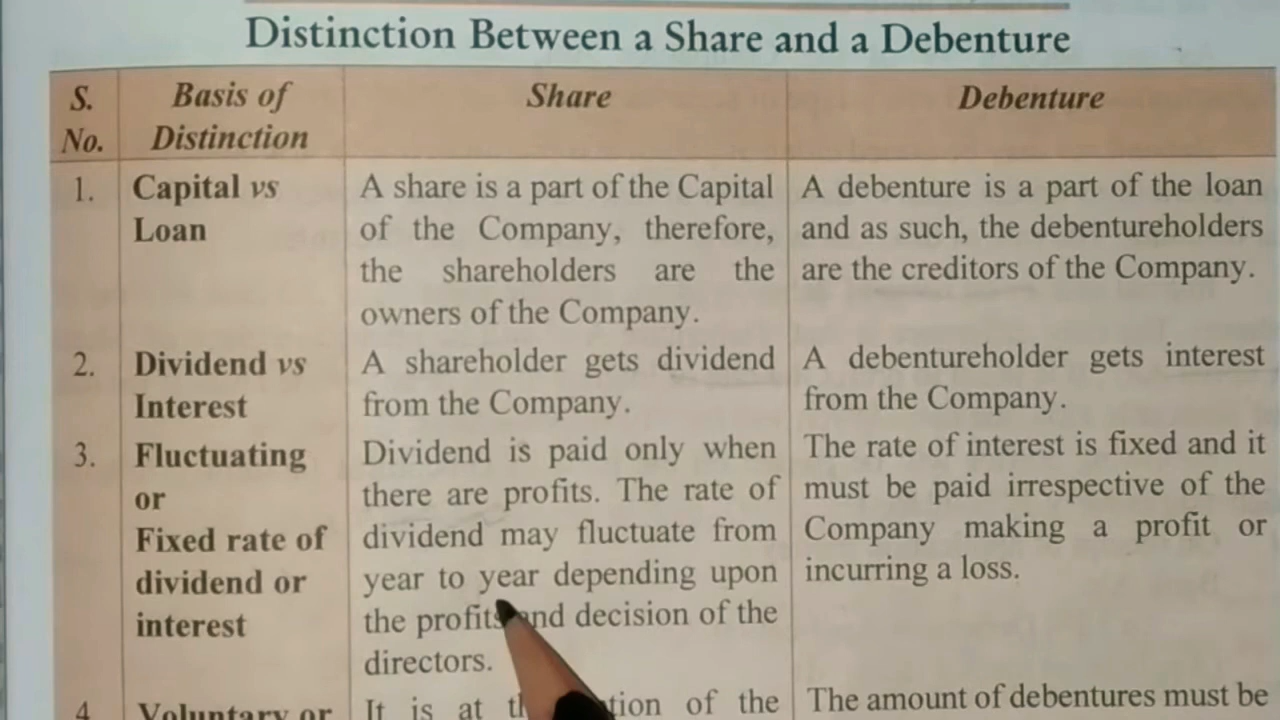 Distinction Between a Share and a Debenture
S. No.
Basis of Distinction
Share
Debenture
1.
Capital vs
Loan
A share is a part of the Capital
of the Company, therefore,
the shareholders are the
owners of the Company.
A debenture is a part of the loan
and as such, the debentureholders
are the creditors of the Company.
2.
Dividend vs
Interest
A shareholder gets dividend
from the Company.
A debentureholder gets interest
from the Company.
3.
Fluctuating
or
Fixed rate of
dividend or
interest
Dividend is paid only when
there are profits. The rate of
dividend may fluctuate from
year to year depending upon
the profits and decision of the
directors.
The rate of interest is fixed and it
must be paid irrespective of the
Company making a profit or
incurring a loss.
4
Voluntary or
It is at of the
The amount of debentures must be